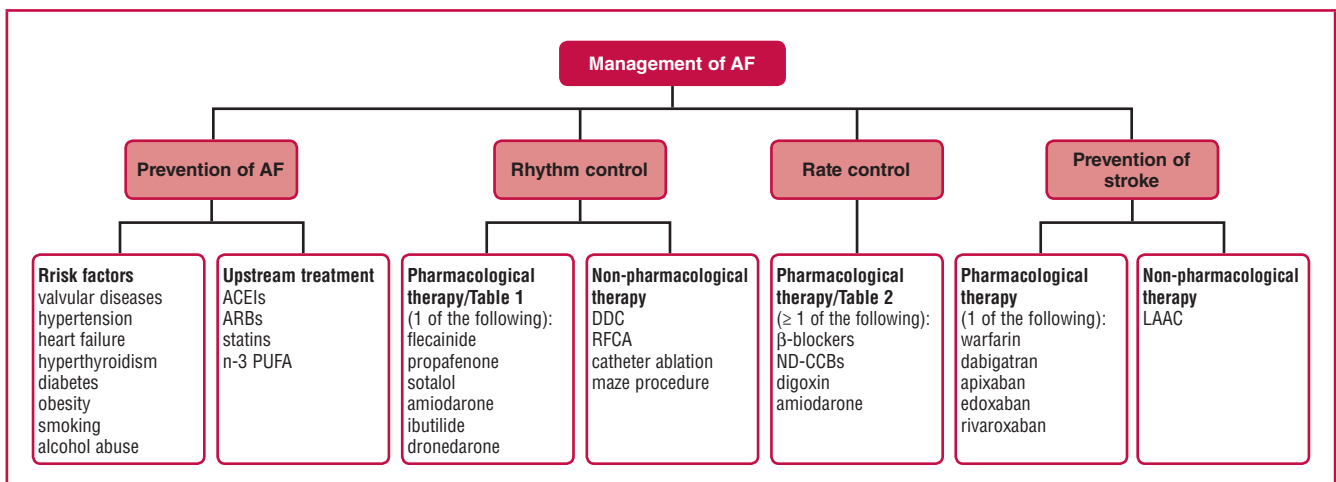 Management of AF
Prevention of AF
Rhythm control
Rate control
Prevention of
stroke
Rrisk factors
valvular diseases
hypertension
heart failure
hyperthyroidism
diabetes
obesity
smoking
alcohol abuse
Upstream treatment
ACEIs
ARBs
statins
n-3 PUFA
Pharmacological
therapy/Table 1
(1 of the following):
flecainide
propafenone
sotalol
amiodarone
ibutilide
dronedarone
Non-pharmacological
therapy
DDC
RFCA
catheter ablation
maze procedure
Pharmacological
therapy/Table 2
(≥ 1 of the following):
β-blockers
ND-CCBs
digoxin
amiodarone
Pharmacological
therapy
(1 of the following):
warfarin
dabigatran
apixaban
edoxaban
rivaroxaban
Non-pharmacological
therapy
LAAC